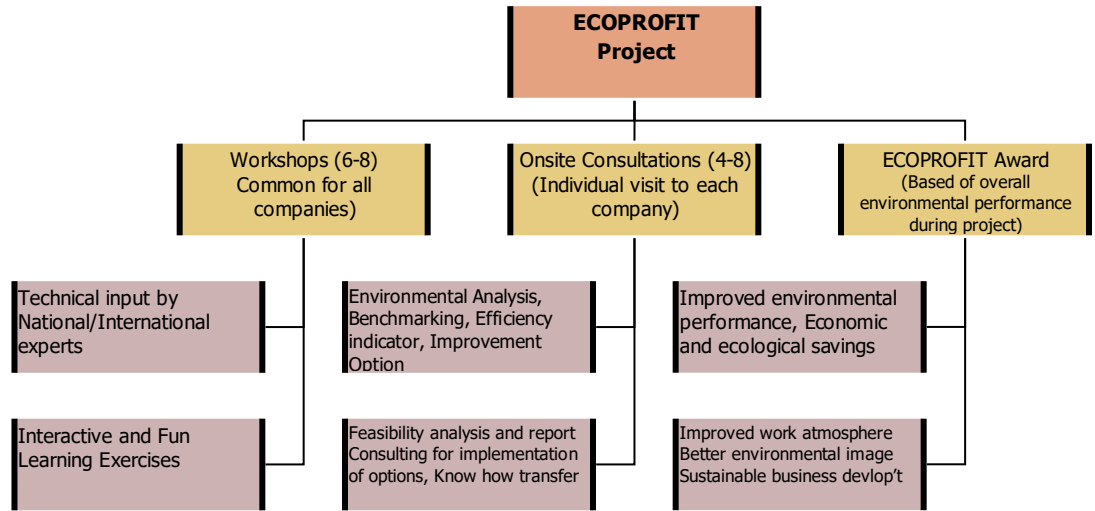 ECOPROFIT
Project
Workshops (6-8)
Common for all
companies)
Onsite Consultations (4-8)
(Individual visit to each
company)
ECOPROFIT Award
(Based of overall
environmental performance
during project)
Technical input by
National/International
experts
Environmental Analysis,
Benchmarking, Efficiency
indicator, Improvement
Option
Improved environmental
performance, Economic
and ecological savings
Interactive and Fun
Learning Exercises
Feasibility analysis and report
Consulting for implementation
of options, Know how transfer
Improved work atmosphere
Better environmental image
Sustainable business devlop’t